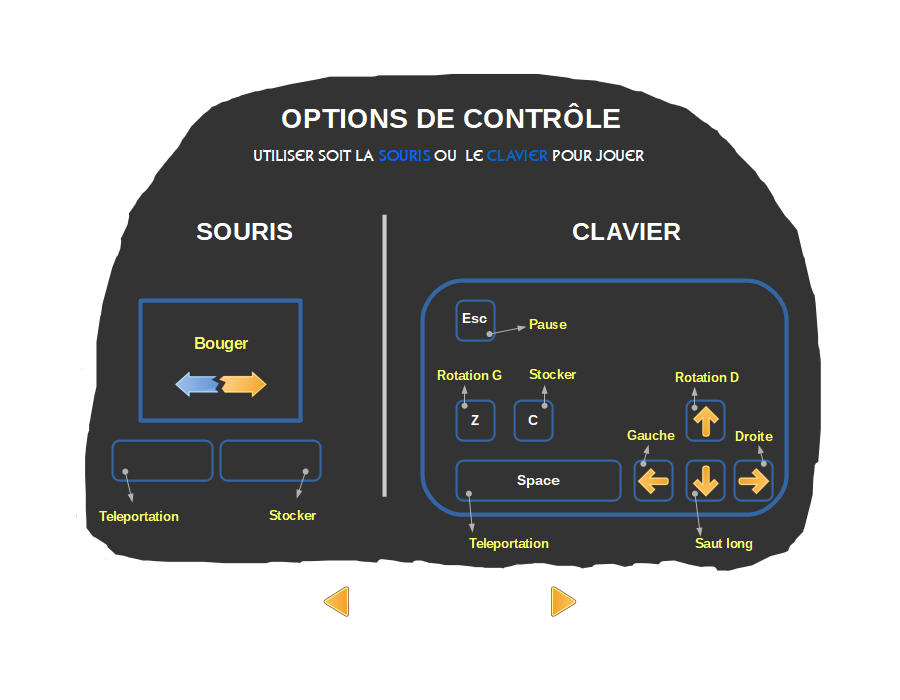 OPTIONS DE CONTRÔLE
UTILISER SOIT LA SOURIS OU LE CLAVIER POUR JOUER
SOURIS
Bouger
Teleportation
Stocker
CLAVIER
Esc
Pause
Rotation G
Stocker
Rotation D
Z
C
Gauche
Droite
Space
Teleportation
Saut long